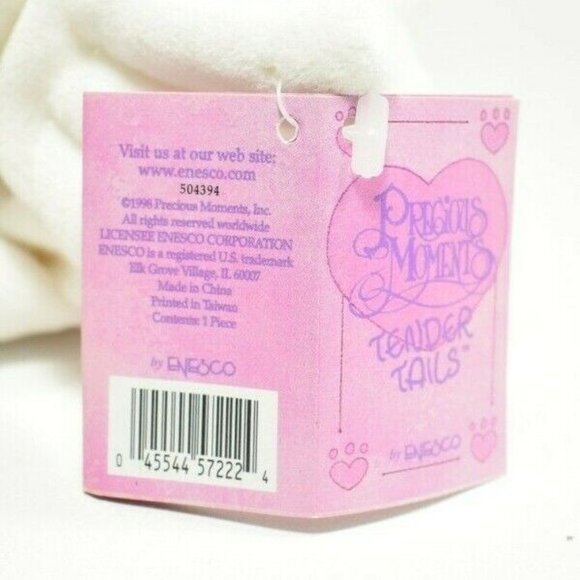 Visit us at our web site:
www.enesco.com
504394
©1998 Precious Moments, Inc.
All rights reserved worldwide
LICENSEE ENESCO CORPORATION
ENESCO is a registered U.S. trademark
Elk Grove Village, IL 60007
Made in China
Printed in Taiwan
Contents: 1 Piece
by ENESCO
0 45544 57222 4
PRECIOUS
MOMENTS
TENDER
TAILS™
by ENESCO